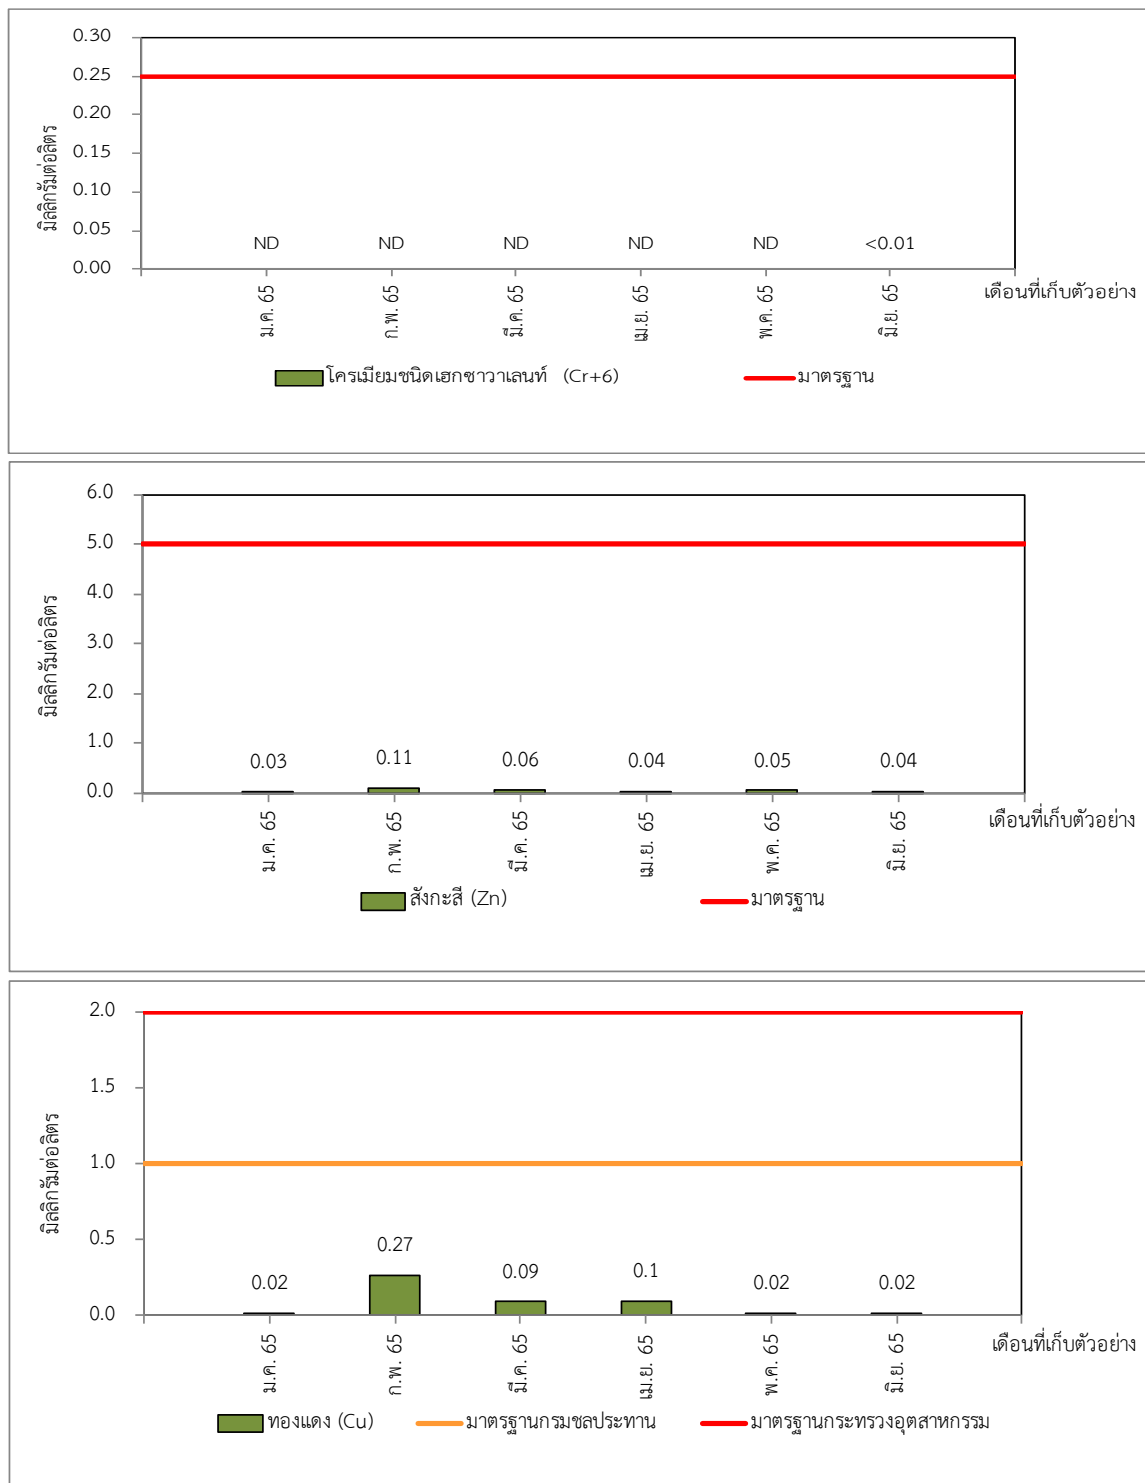 0.30
0.25
0.20
0.15
0.10
0.05
0.00
มิลลิกรัมต่อลิตร
ND ND ND ND ND <0.01
ม.ค. 65 ก.พ. 65 มี.ค. 65 เม.ย. 65 พ.ค. 65 มิ.ย. 65
เดือนที่เก็บตัวอย่าง
โครเมียมชนิดเฮกซาวาเลนท์ (Cr+6) มาตรฐาน
6.0
5.0
4.0
3.0
2.0
1.0
0.0
มิลลิกรัมต่อลิตร
0.03 0.11 0.06 0.04 0.05 0.04
ม.ค. 65 ก.พ. 65 มี.ค. 65 เม.ย. 65 พ.ค. 65 มิ.ย. 65
เดือนที่เก็บตัวอย่าง
สังกะสี (Zn) มาตรฐาน
2.0
1.5
1.0
0.5
0.0
มิลลิกรัมต่อลิตร
0.02 0.27 0.09 0.1 0.02 0.02
ม.ค. 65 ก.พ. 65 มี.ค. 65 เม.ย. 65 พ.ค. 65 มิ.ย. 65
เดือนที่เก็บตัวอย่าง
ทองแดง (Cu) มาตรฐานกรมชลประทาน มาตรฐานกระทรวงอุตสาหกรรม